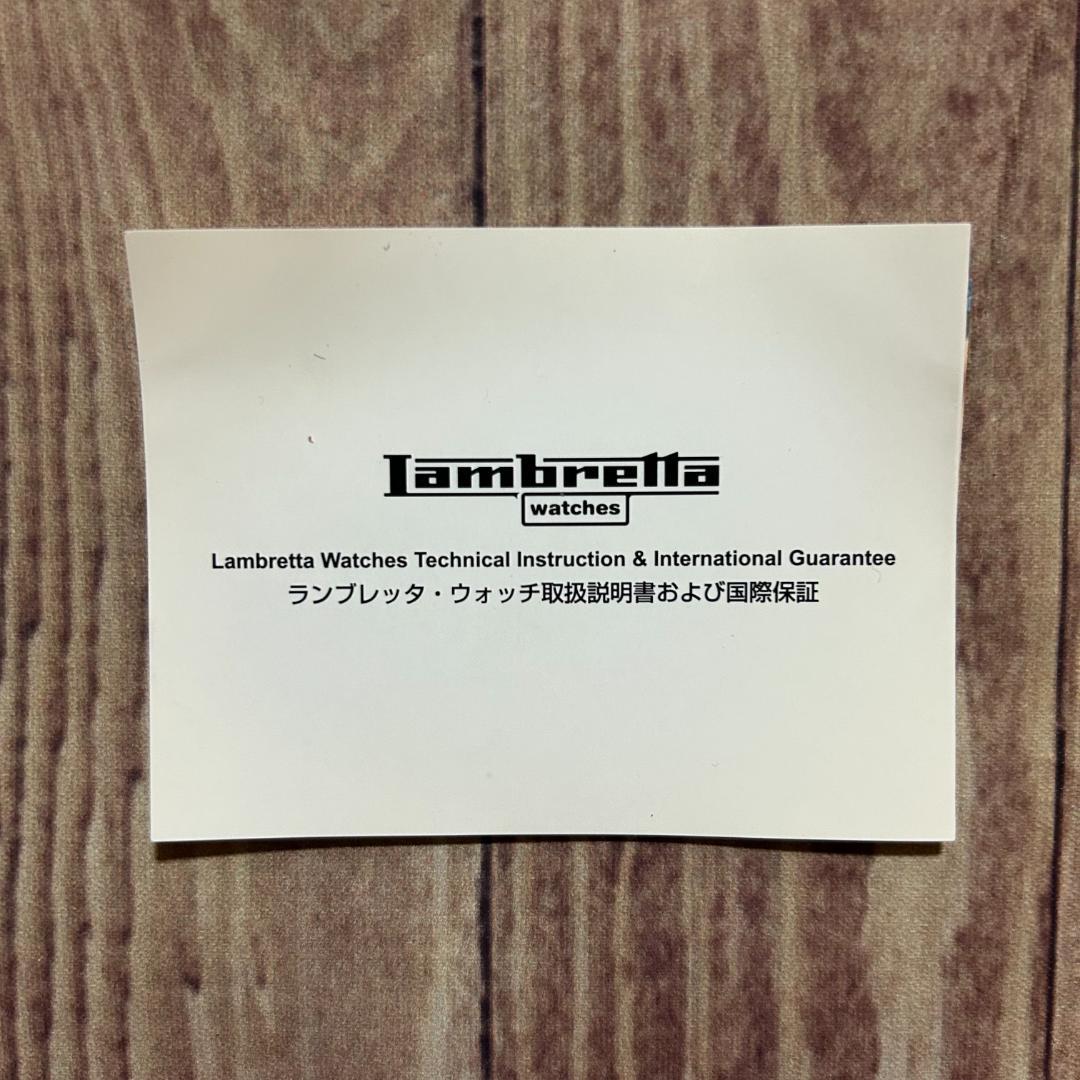 Lambretta
watches
Lambretta Watches Technical Instruction & International Guarantee
ランブレッタ・ウォッチ取扱説明書および国際保証